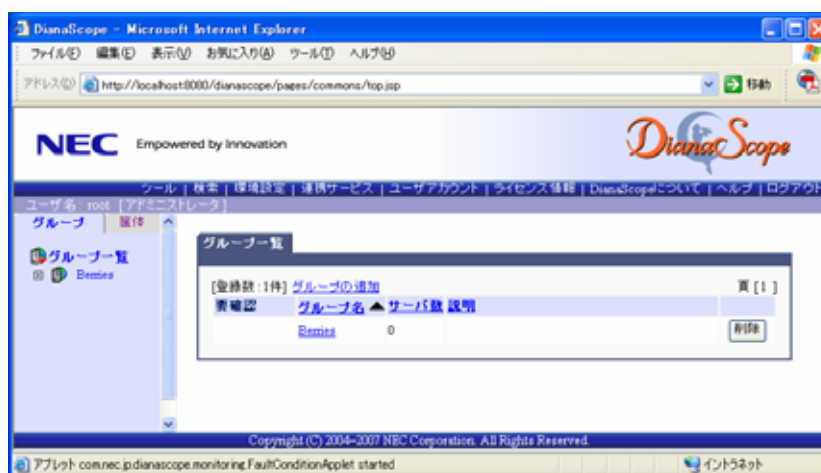 DianaScope - Microsoft Internet Explorer
ファイル(F) 編集(E) 表示(V) お気に入り(A) ツール(T) ヘルプ(H)
アドレス(D) http://localhost:8080/dianascope/pages/commons/top.jsp 移動
NEC Empowered by Innovation DianaScope
ツール | 検索 | 環境設定 | 連携サービス | ユーザアカウント | ライセンス情報 | DianaScopeについて | ヘルプ | ログアウト
ユーザ名 : root [アドミニストレータ]
グループ 筐体
グループ一覧
Berries
グループ一覧
[登録数 : 1件] グループの追加 頁 [ 1 ]
要確認 グループ名 ▲ サーバ数 説明
Berries 0 削除
Copyright (C) 2004-2007 NEC Corporation. All Rights Reserved.
アプレット com.nec.jp.dianascope.monitoring.FaultConditionApplet started イントラネット